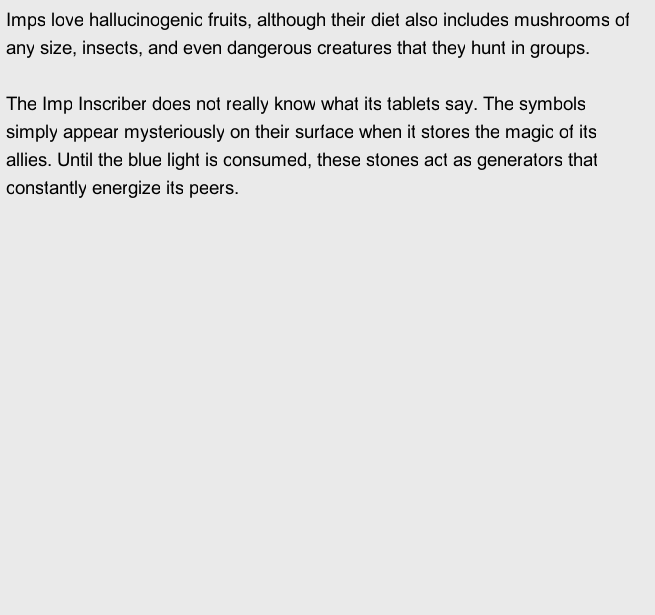 Imps love hallucinogenic fruits, although their diet also includes mushrooms of
any size, insects, and even dangerous creatures that they hunt in groups.
The Imp Inscriber does not really know what its tablets say. The symbols
simply appear mysteriously on their surface when it stores the magic of its
allies. Until the blue light is consumed, these stones act as generators that
constantly energize its peers.